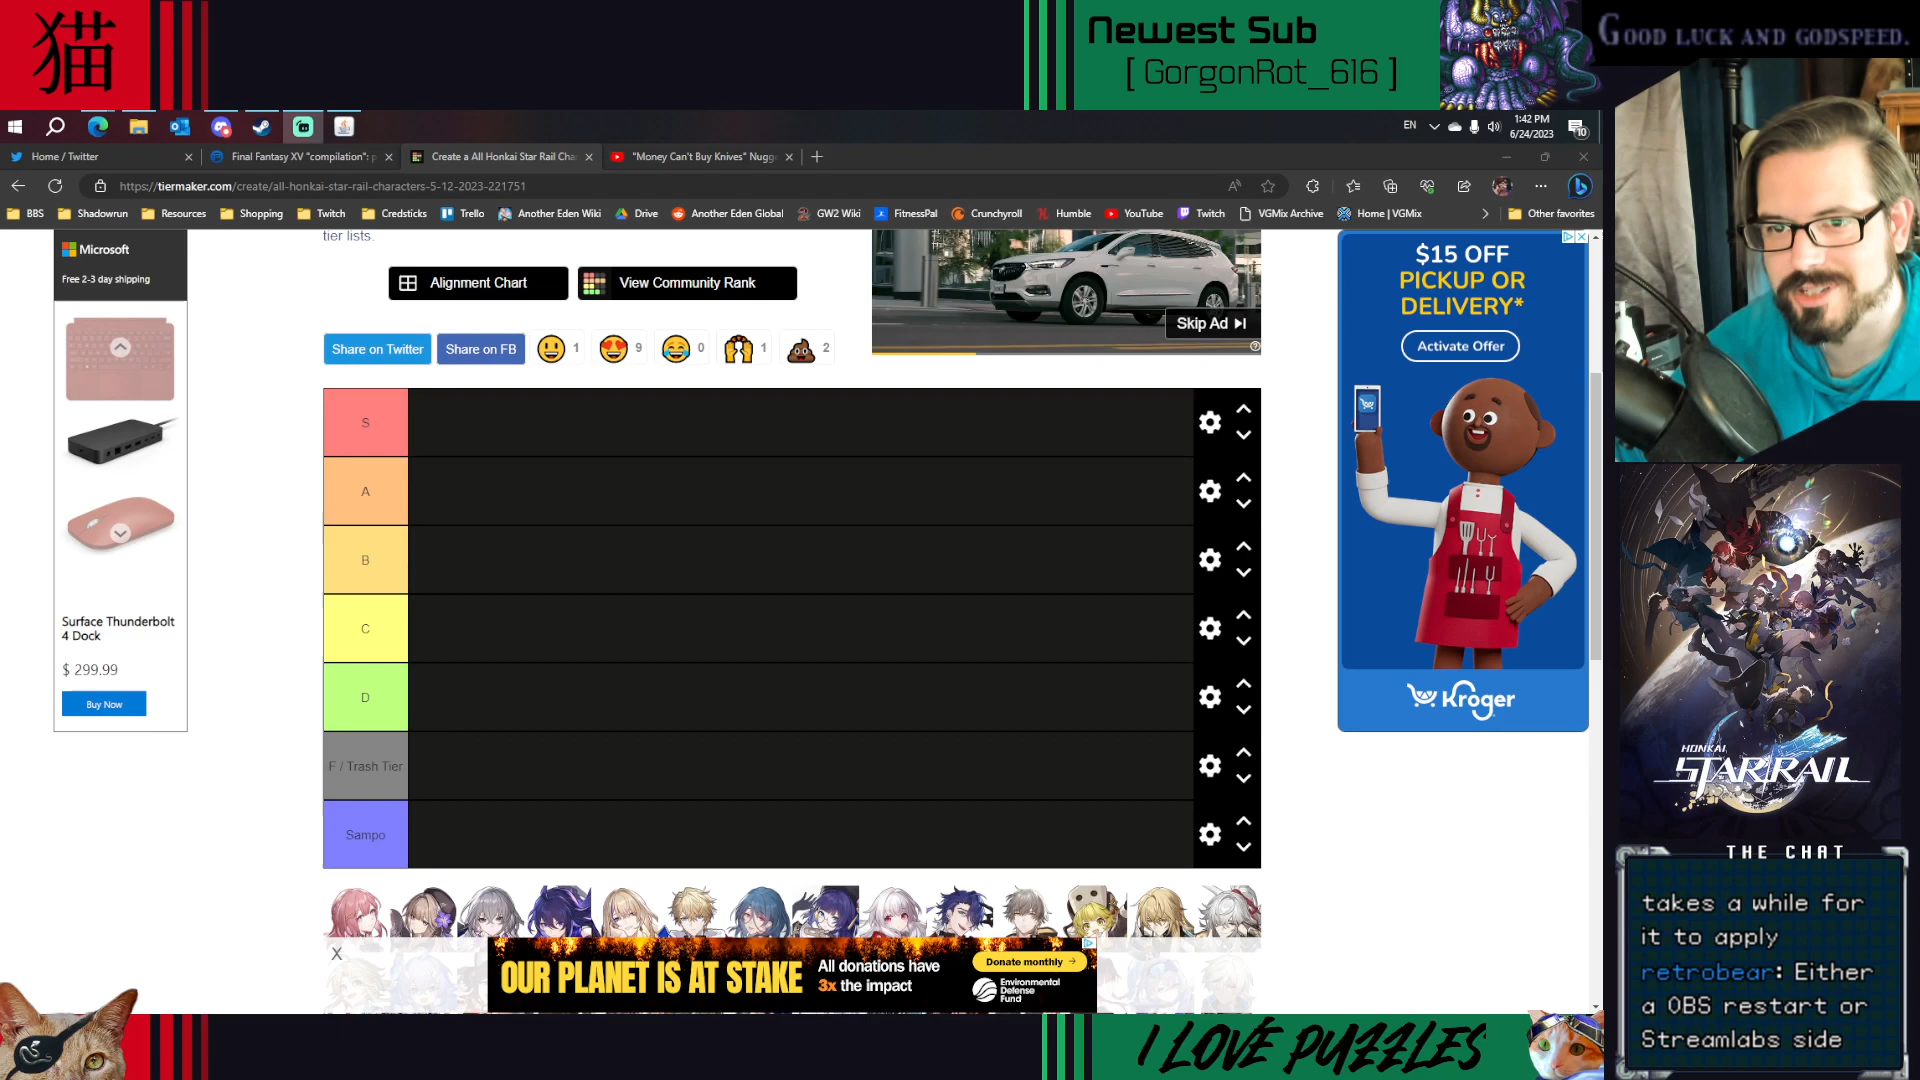 猫
Newest Sub
[ GorgonRot_616 ]
GOOD LUCK AND GODSPEED.
EN
1:42 PM
6/24/2023
10
Home / Twitter
Final Fantasy XV "compilation": p
Create a All Honkai Star Rail Cha
"Money Can't Buy Knives" Nugg
https://tiermaker.com/create/all-honkai-star-rail-characters-5-12-2023-221751
BBS
Shadowrun
Resources
Shopping
Twitch
Credsticks
Trello
Another Eden Wiki
Drive
Another Eden Global
GW2 Wiki
FitnessPal
Crunchyroll
Humble
YouTube
Twitch
VGMix Archive
Home | VGMix
Other favorites
Microsoft
Free 2-3 day shipping
Surface Thunderbolt
4 Dock
$ 299.99
Buy Now
tier lists.
Alignment Chart
View Community Rank
Share on Twitter
Share on FB
1
9
0
1
2
Skip Ad
S
A
B
C
D
F / Trash Tier
Sampo
$15 OFF
PICKUP OR
DELIVERY*
Activate Offer
Kroger
X
OUR PLANET IS AT STAKE
All donations have
3x the impact
Donate monthly →
Environmental
Defense
Fund
HONKAI
STAR RAIL
THE CHAT
takes a while for
it to apply
retrobear: Either
a OBS restart or
Streamlabs side
I LOVE PUZZLES